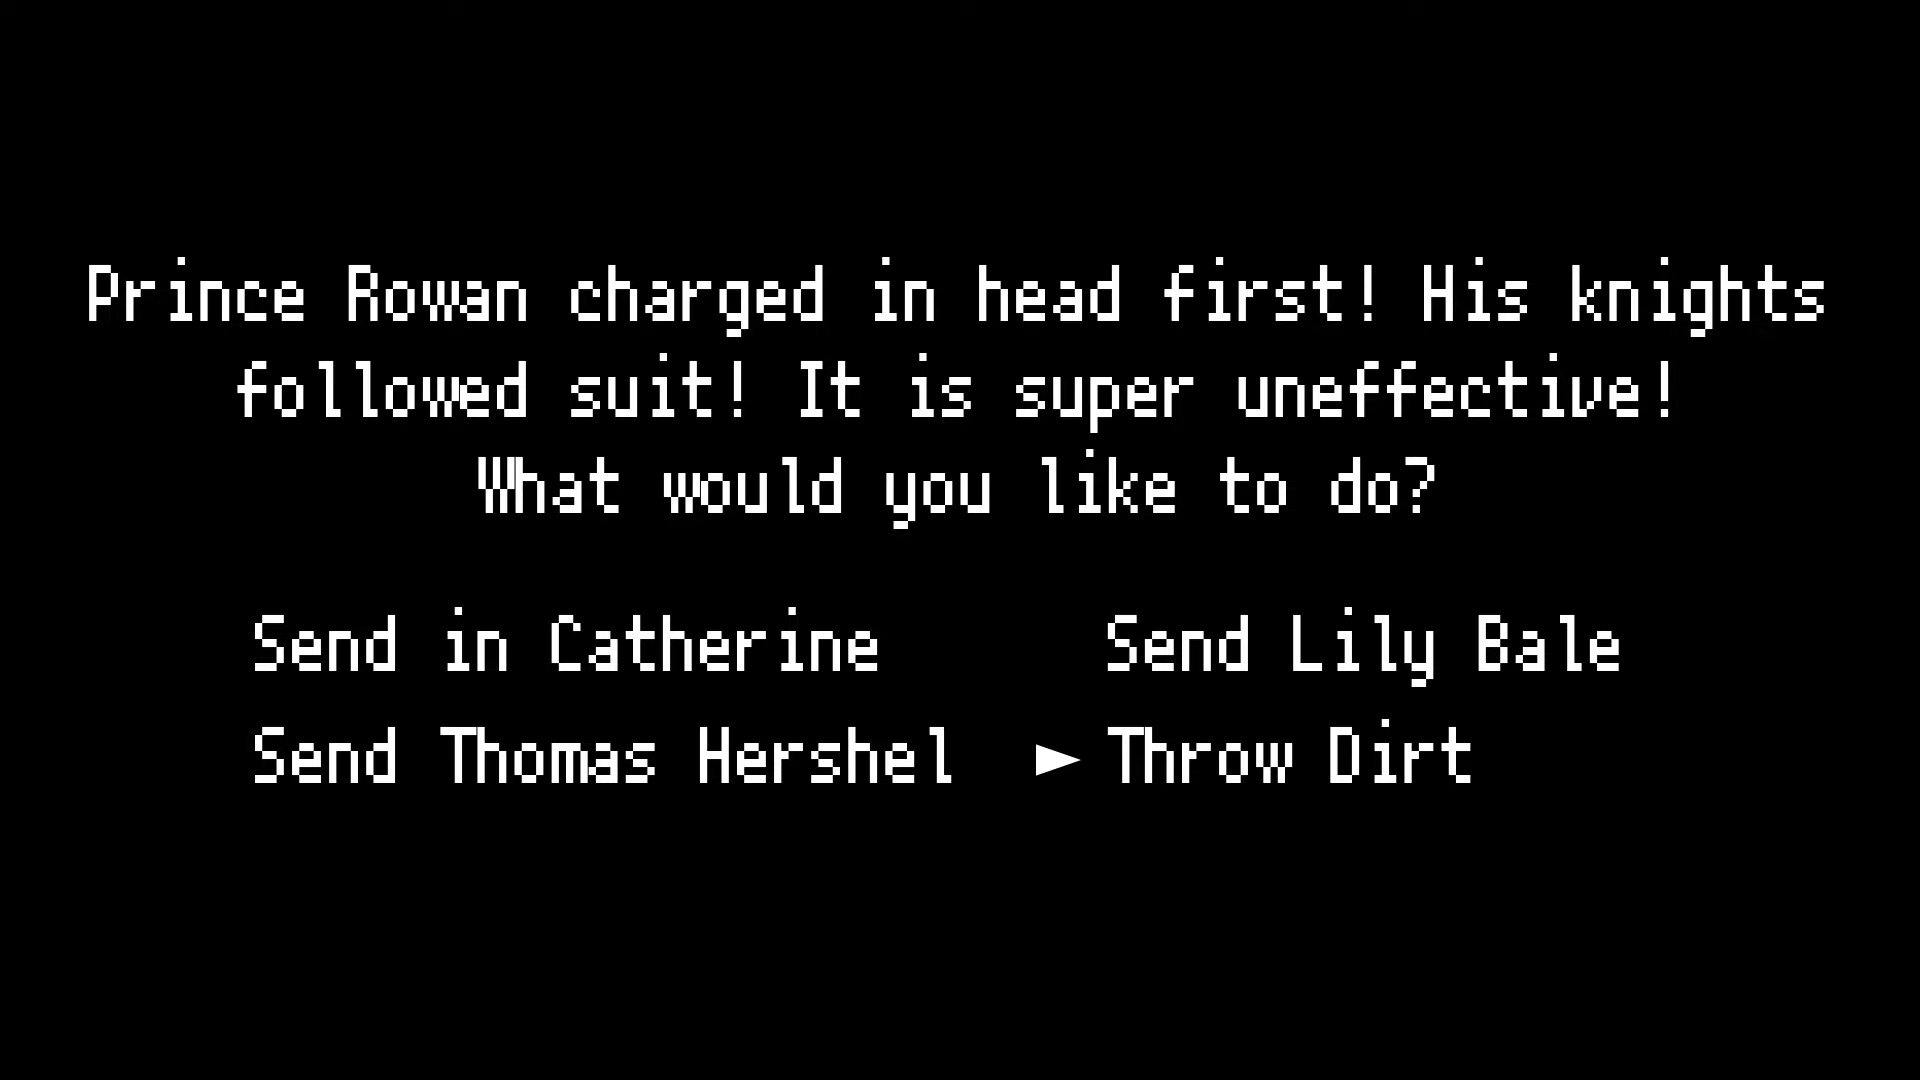 Prince Rowan charged in head first! His knights
followed suit! It is super uneffective!
What would you like to do?
Send in Catherine
Send Lily Bale
Send Thomas Hershel
► Throw Dirt